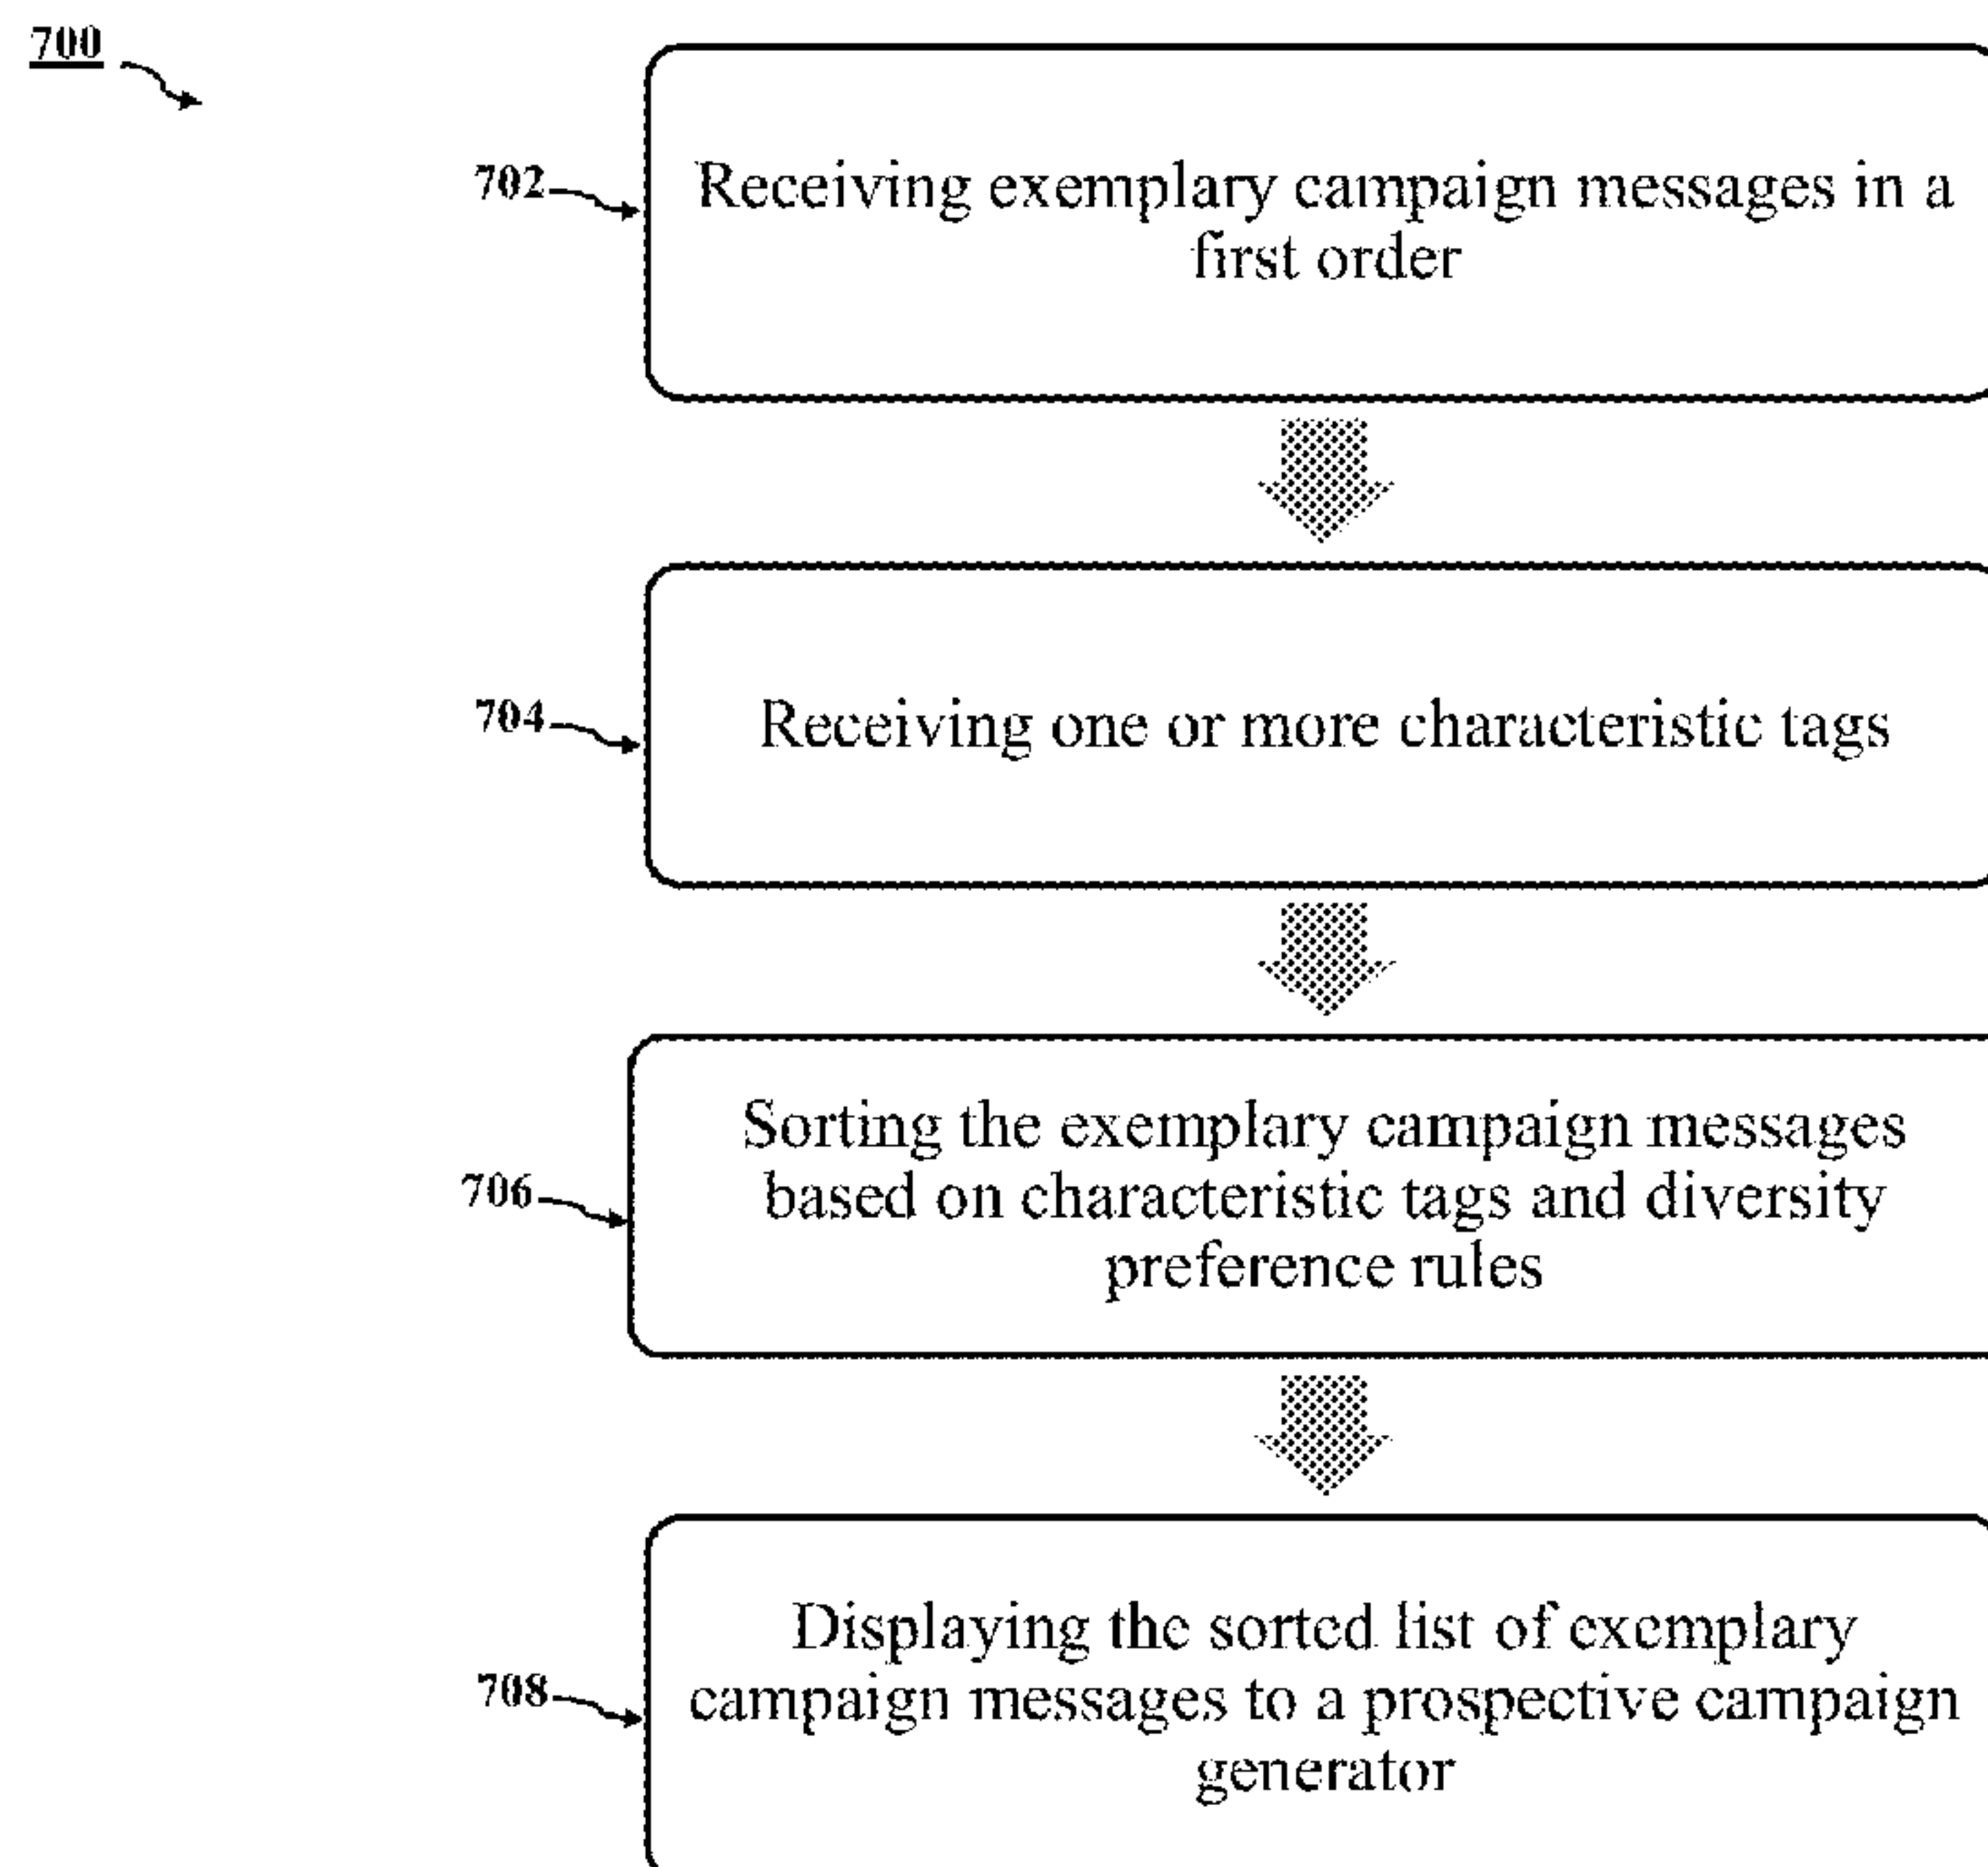 700
702
Receiving exemplary campaign messages in a
first order
704
Receiving one or more characteristic tags
706
Sorting the exemplary campaign messages
based on characteristic tags and diversity
preference rules
708
Displaying the sorted list of exemplary
campaign messages to a prospective campaign
generator